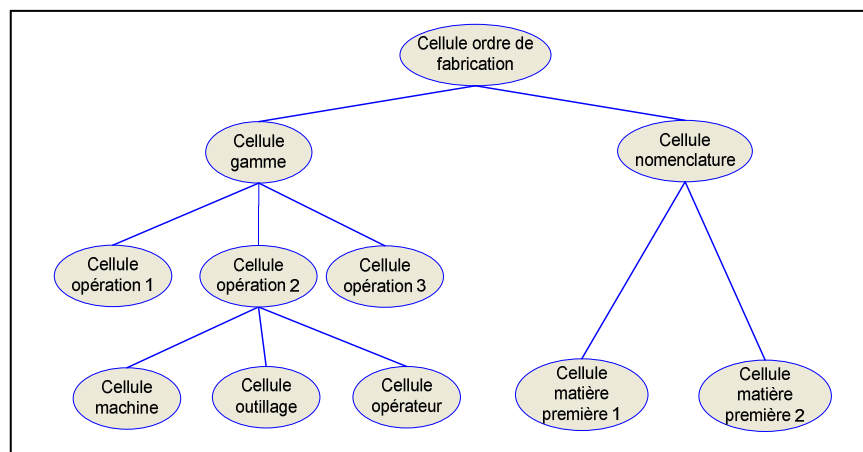 Cellule ordre de
fabrication
Cellule
gamme
Cellule
nomenclature
Cellule
opération 1
Cellule
opération 2
Cellule
opération 3
Cellule
machine
Cellule
outillage
Cellule
opérateur
Cellule
matière
première 1
Cellule
matière
première 2